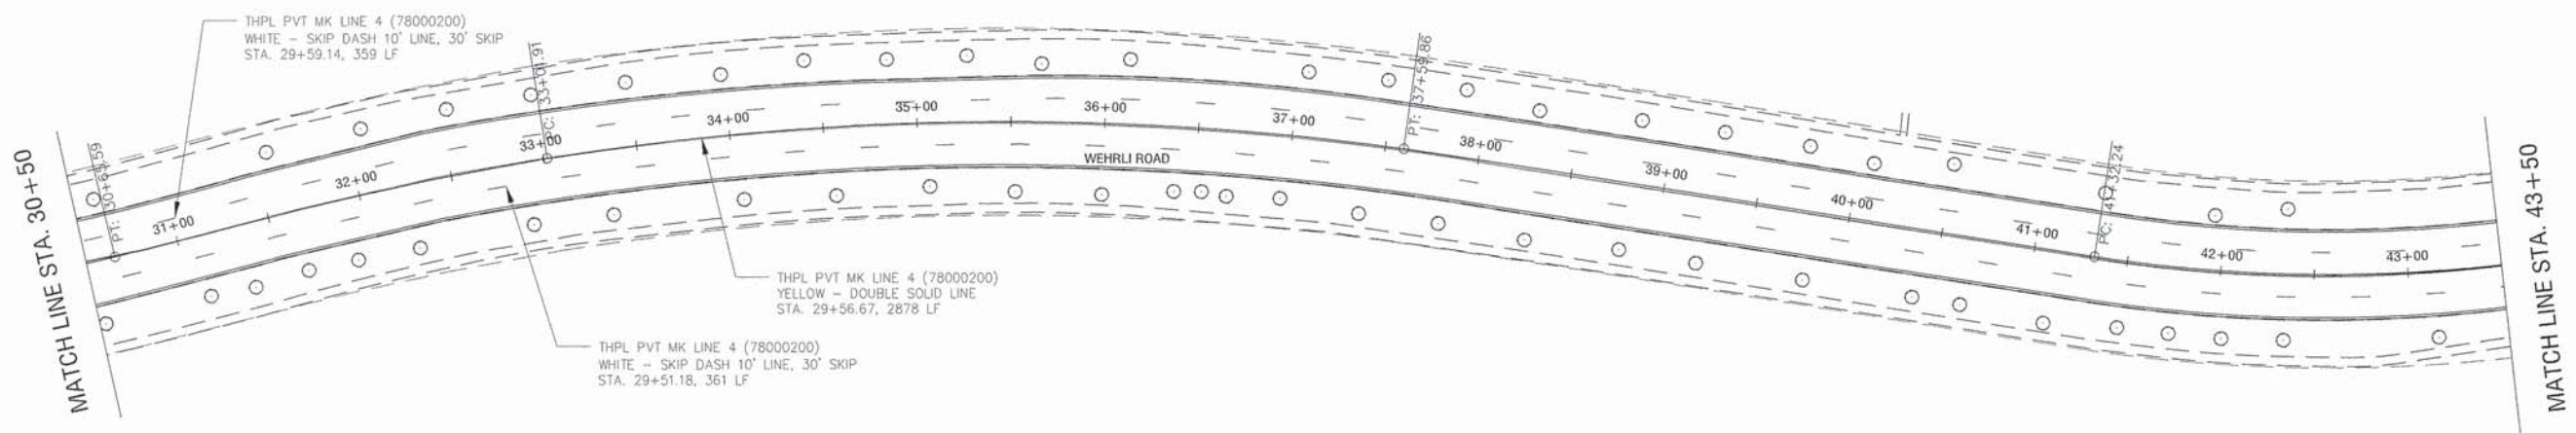 THPL PVT MK LINE 4 (78000200)
WHITE - SKIP DASH 10' LINE, 30' SKIP
STA. 29+59.14, 359 LF
MATCH LINE STA. 30+50
31+00
32+00
PC: 33+01.91
33+00
34+00
35+00
36+00
37+00
PT: 37+59.86
38+00
39+00
40+00
41+00
PC: 41+32.24
42+00
43+00
WEHRLI ROAD
THPL PVT MK LINE 4 (78000200)
YELLOW - DOUBLE SOLID LINE
STA. 29+56.67, 2878 LF
THPL PVT MK LINE 4 (78000200)
WHITE - SKIP DASH 10' LINE, 30' SKIP
STA. 29+51.18, 361 LF
MATCH LINE STA. 43+50